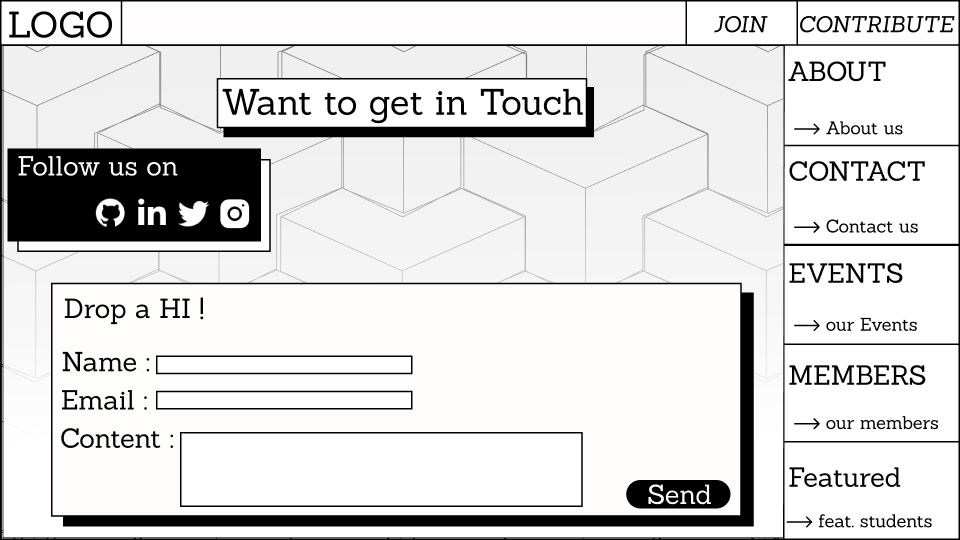 LOGO
JOIN
CONTRIBUTE
Want to get in Touch
Follow us on
in
Drop a HI !
Name :
Email :
Content :
Send
ABOUT
→ About us
CONTACT
→ Contact us
EVENTS
→ our Events
MEMBERS
→ our members
Featured
→ feat. students